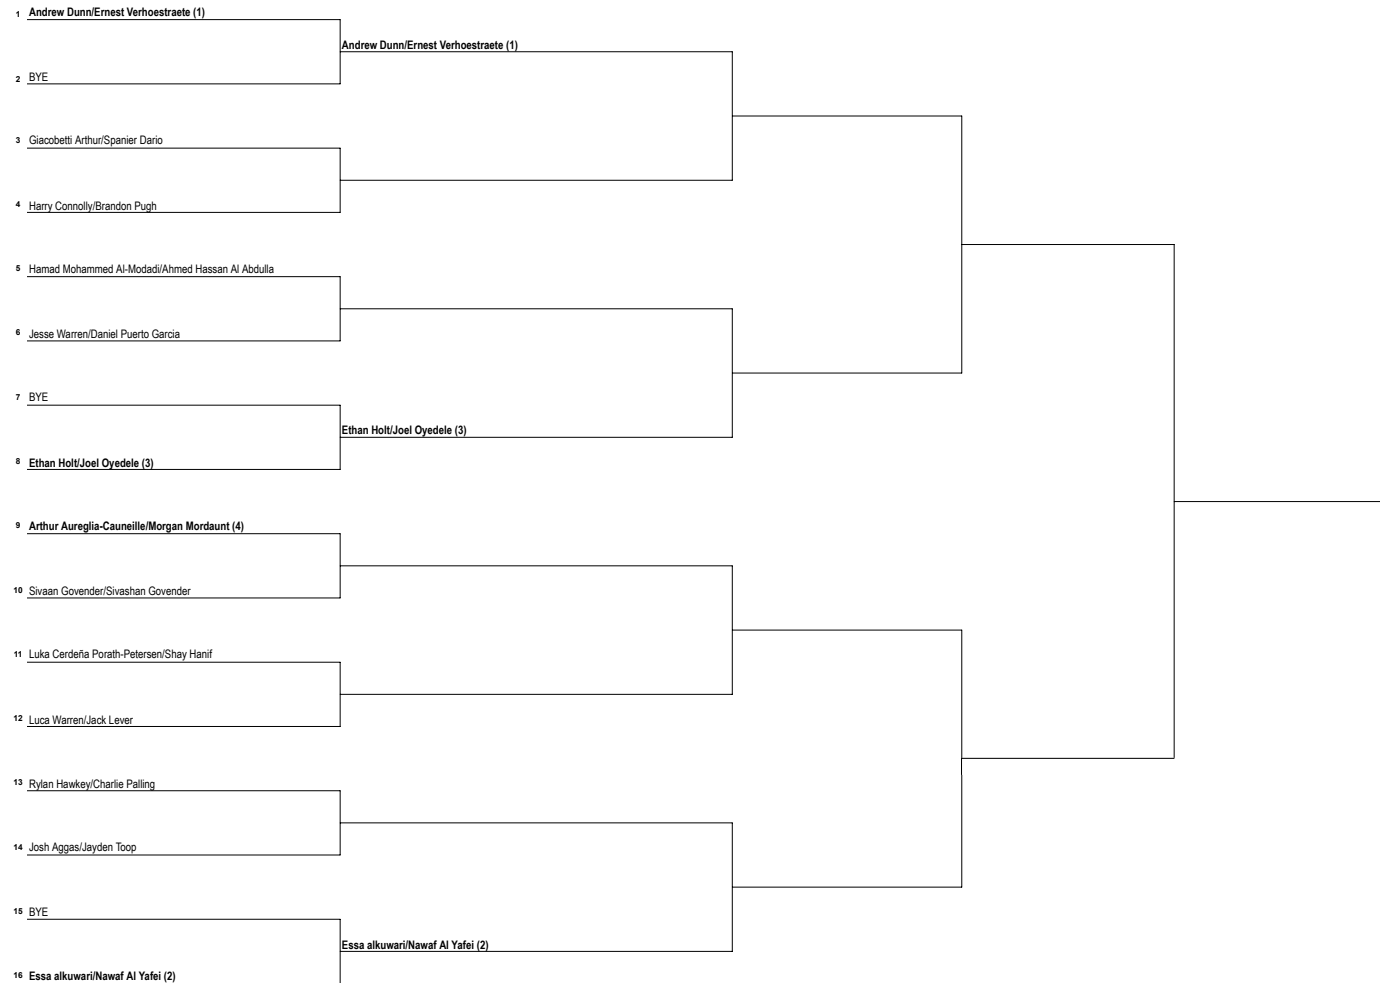 1 Andrew Dunn/Ernest Verhoestraete (1)
Andrew Dunn/Ernest Verhoestraete (1)
2 BYE
3 Giacobetti Arthur/Spanier Dario
4 Harry Connolly/Brandon Pugh
5 Hamad Mohammed Al-Modadi/Ahmed Hassan Al Abdulla
6 Jesse Warren/Daniel Puerto Garcia
7 BYE
Ethan Holt/Joel Oyedele (3)
8 Ethan Holt/Joel Oyedele (3)
9 Arthur Aureglia-Cauneille/Morgan Mordaunt (4)
10 Sivaan Govender/Sivashan Govender
11 Luka Cerdeña Porath-Petersen/Shay Hanif
12 Luca Warren/Jack Lever
13 Rylan Hawkey/Charlie Palling
14 Josh Aggas/Jayden Toop
15 BYE
Essa alkuwari/Nawaf Al Yafei (2)
16 Essa alkuwari/Nawaf Al Yafei (2)